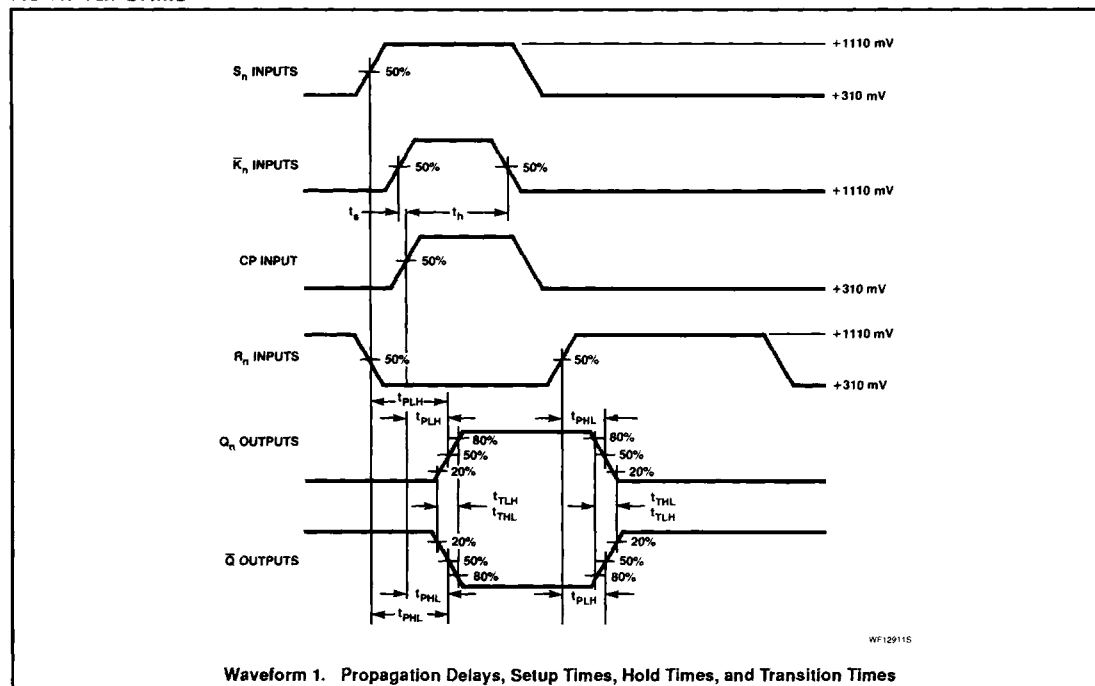 +1110 mV
Sn INPUTS
50%
+310 mV
K̅n INPUTS
50%
50%
+1110 mV
ts
th
CP INPUT
50%
+310 mV
+1110 mV
Rn INPUTS
50%
50%
+310 mV
tPLH
tPLH
tPHL
Qn OUTPUTS
80%
80%
50%
50%
20%
20%
tTLH
tTHL
tTHL
tTLH
Q̅ OUTPUTS
20%
20%
50%
50%
80%
80%
tPHL
tPLH
tPHL
WF12911S
Waveform 1. Propagation Delays, Setup Times, Hold Times, and Transition Times